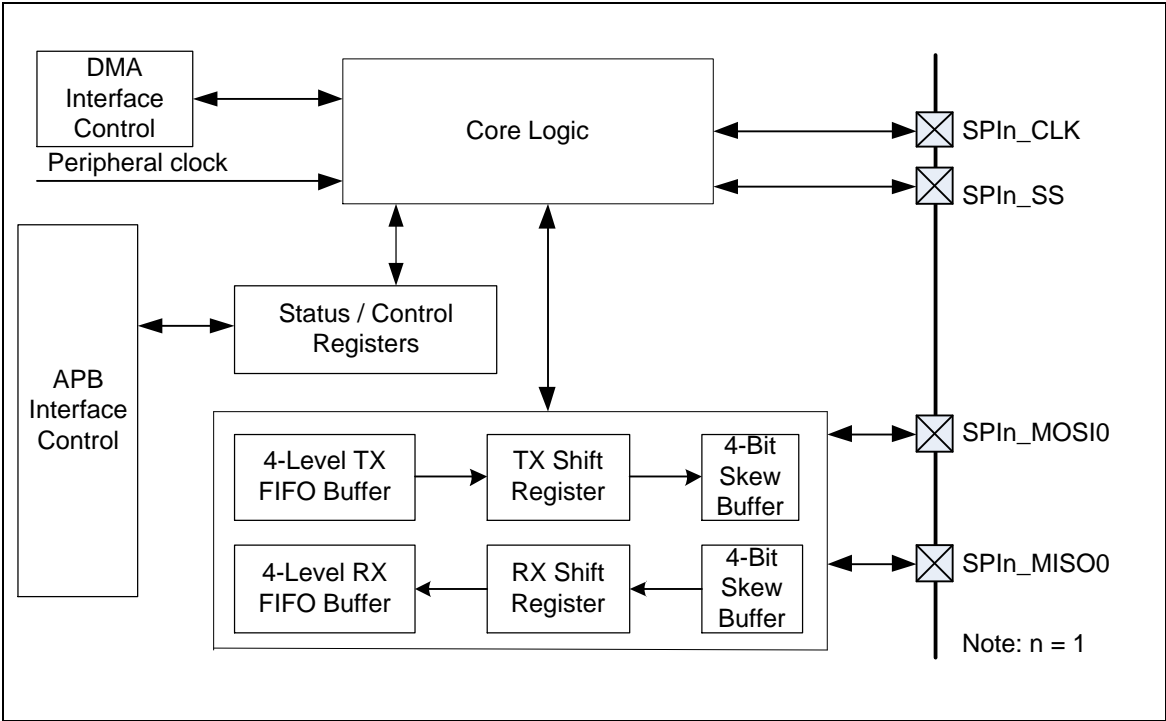 DMA
Interface
Control
Core Logic
SPIn_CLK
Peripheral clock
SPIn_SS
Status / Control
Registers
APB
Interface
Control
SPIn_MOSI0
4-Level TX
FIFO Buffer
TX Shift
Register
4-Bit
Skew
Buffer
4-Level RX
FIFO Buffer
RX Shift
Register
4-Bit
Skew
Buffer
SPIn_MISO0
Note: n = 1